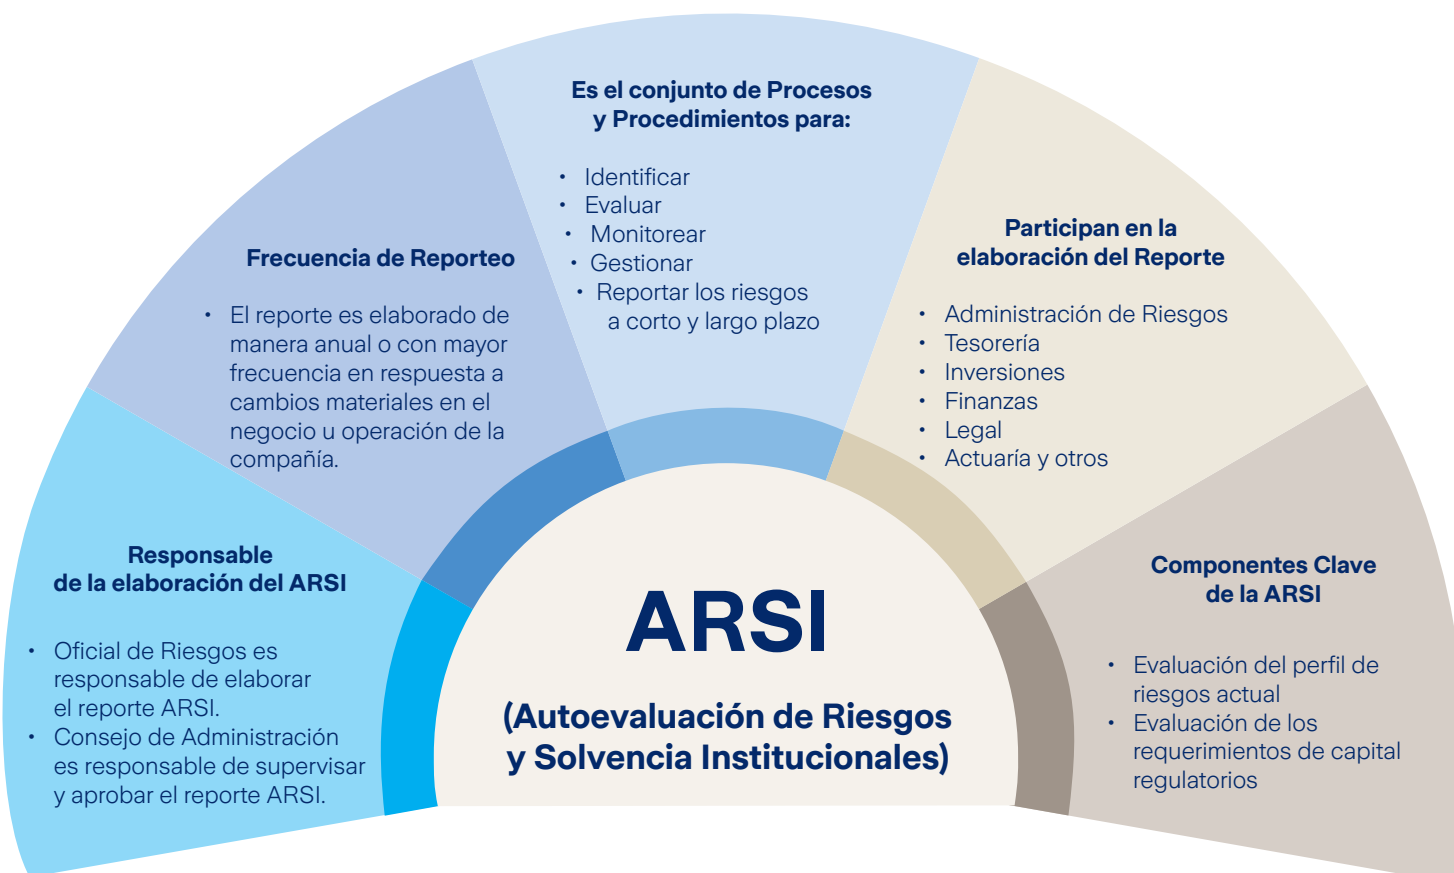 Es el conjunto de Procesos
y Procedimientos para:
• Identificar
• Evaluar
• Monitorear
• Gestionar
• Reportar los riesgos
a corto y largo plazo
Frecuencia de Reporteo
• El reporte es elaborado de
manera anual o con mayor
frecuencia en respuesta a
cambios materiales en el
negocio u operación de la
compañía.
Participan en la
elaboración del Reporte
• Administración de Riesgos
• Tesorería
• Inversiones
• Finanzas
• Legal
• Actuaría y otros
Responsable
de la elaboración del ARSI
• Oficial de Riesgos es
responsable de elaborar
el reporte ARSI.
• Consejo de Administración
es responsable de supervisar
y aprobar el reporte ARSI.
ARSI
(Autoevaluación de Riesgos
y Solvencia Institucionales)
Componentes Clave
de la ARSI
• Evaluación del perfil de
riesgos actual
• Evaluación de los
requerimientos de capital
regulatorios